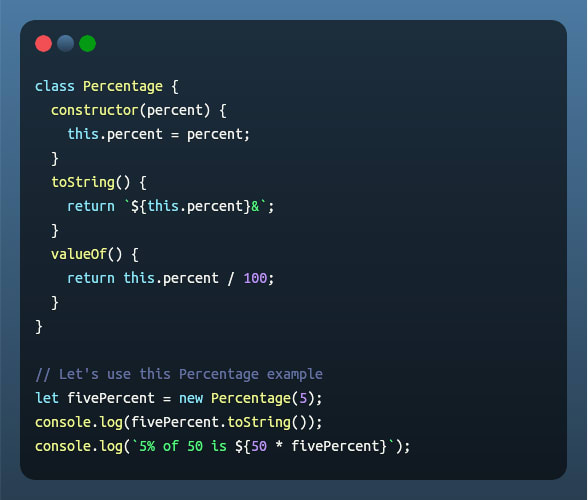 class Percentage {
  constructor(percent) {
    this.percent = percent;
  }
  toString() {
    return `${this.percent}&`;
  }
  valueOf() {
    return this.percent / 100;
  }
}

// Let's use this Percentage example
let fivePercent = new Percentage(5);
console.log(fivePercent.toString());
console.log(`5% of 50 is ${50 * fivePercent}`);